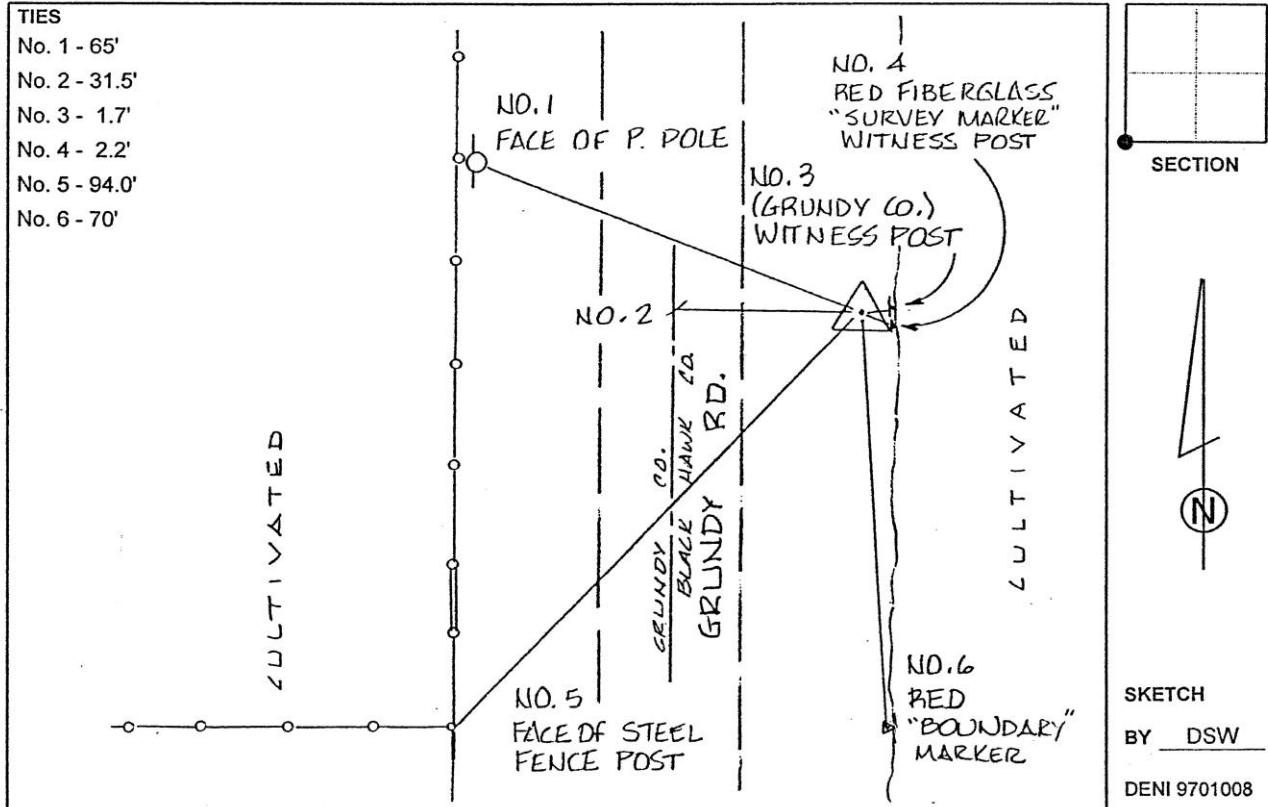 TIES
No. 1 - 65'
No. 2 - 31.5'
No. 3 - 1.7'
No. 4 - 2.2'
No. 5 - 94.0'
No. 6 - 70'
NO. 1
FACE OF P. POLE
NO. 4
RED FIBERGLASS
"SURVEY MARKER"
WITNESS POST
NO. 3
(GRUNDY CO.)
WITNESS POST
NO. 2
GRUNDY CO.
BLACK HAWK CO.
GRUNDY RD.
CULTIVATED
CULTIVATED
NO. 5
FACE OF STEEL
FENCE POST
NO. 6
RED
"BOUNDARY"
MARKER
SECTION
N
SKETCH
BY DSW
DENI 9701008